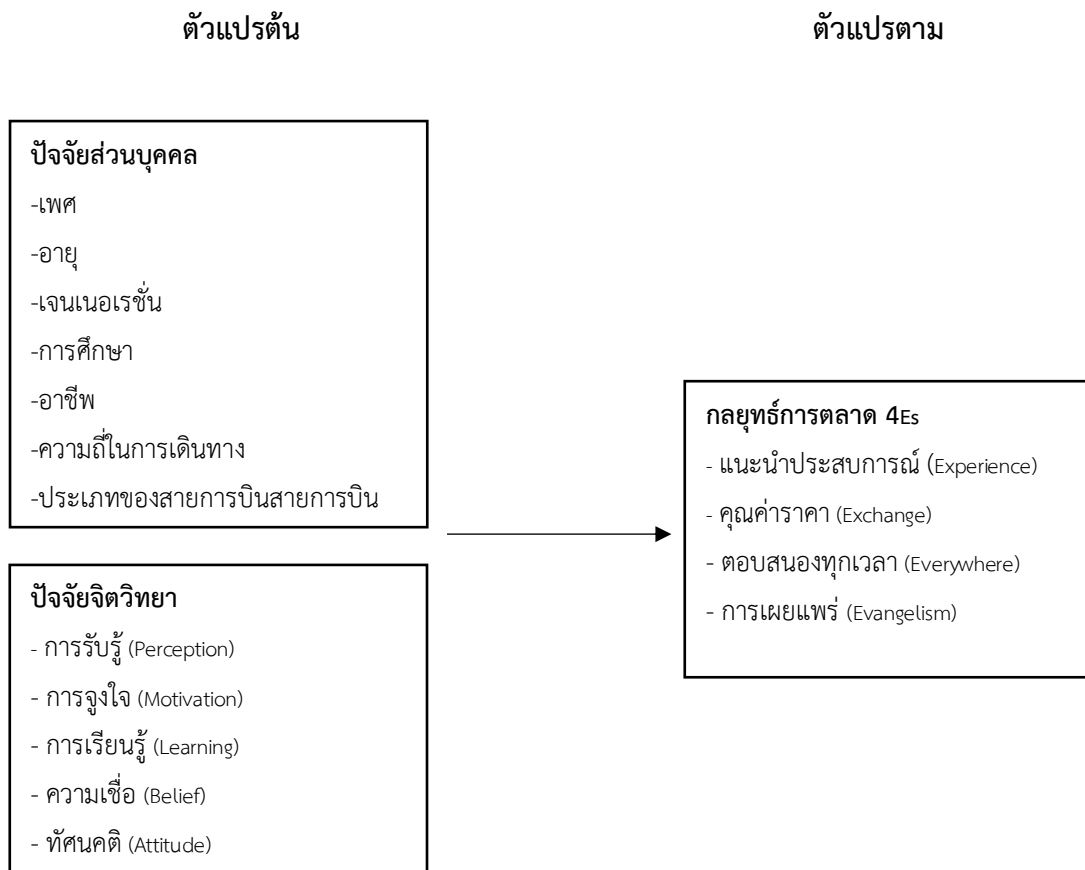 ตัวแปรต้น
ตัวแปรตาม
ปัจจัยส่วนบุคคล
-เพศ
-อายุ
-เจนเนอเรชั่น
-การศึกษา
-อาชีพ
-ความถี่ในการเดินทาง
-ประเภทของสายการบินสายการบิน
ปัจจัยจิตวิทยา
- การรับรู้ (Perception)
- การจูงใจ (Motivation)
- การเรียนรู้ (Learning)
- ความเชื่อ (Belief)
- ทัศนคติ (Attitude)
กลยุทธ์การตลาด 4Es
- แนะนำประสบการณ์ (Experience)
- คุณค่าราคา (Exchange)
- ตอบสนองทุกเวลา (Everywhere)
- การเผยแพร่ (Evangelism)